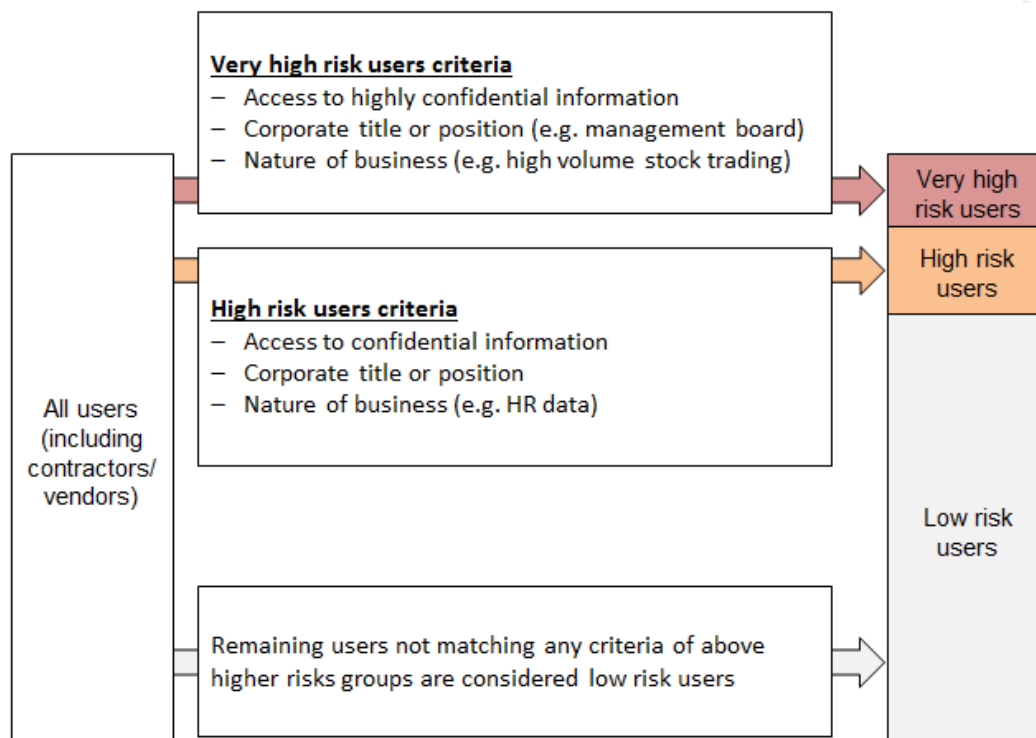 Very high risk users criteria
– Access to highly confidential information
– Corporate title or position (e.g. management board)
– Nature of business (e.g. high volume stock trading)
Very high
risk users
High risk
users
High risk users criteria
– Access to confidential information
– Corporate title or position
– Nature of business (e.g. HR data)
All users
(including
contractors/
vendors)
Low risk
users
Remaining users not matching any criteria of above
higher risks groups are considered low risk users